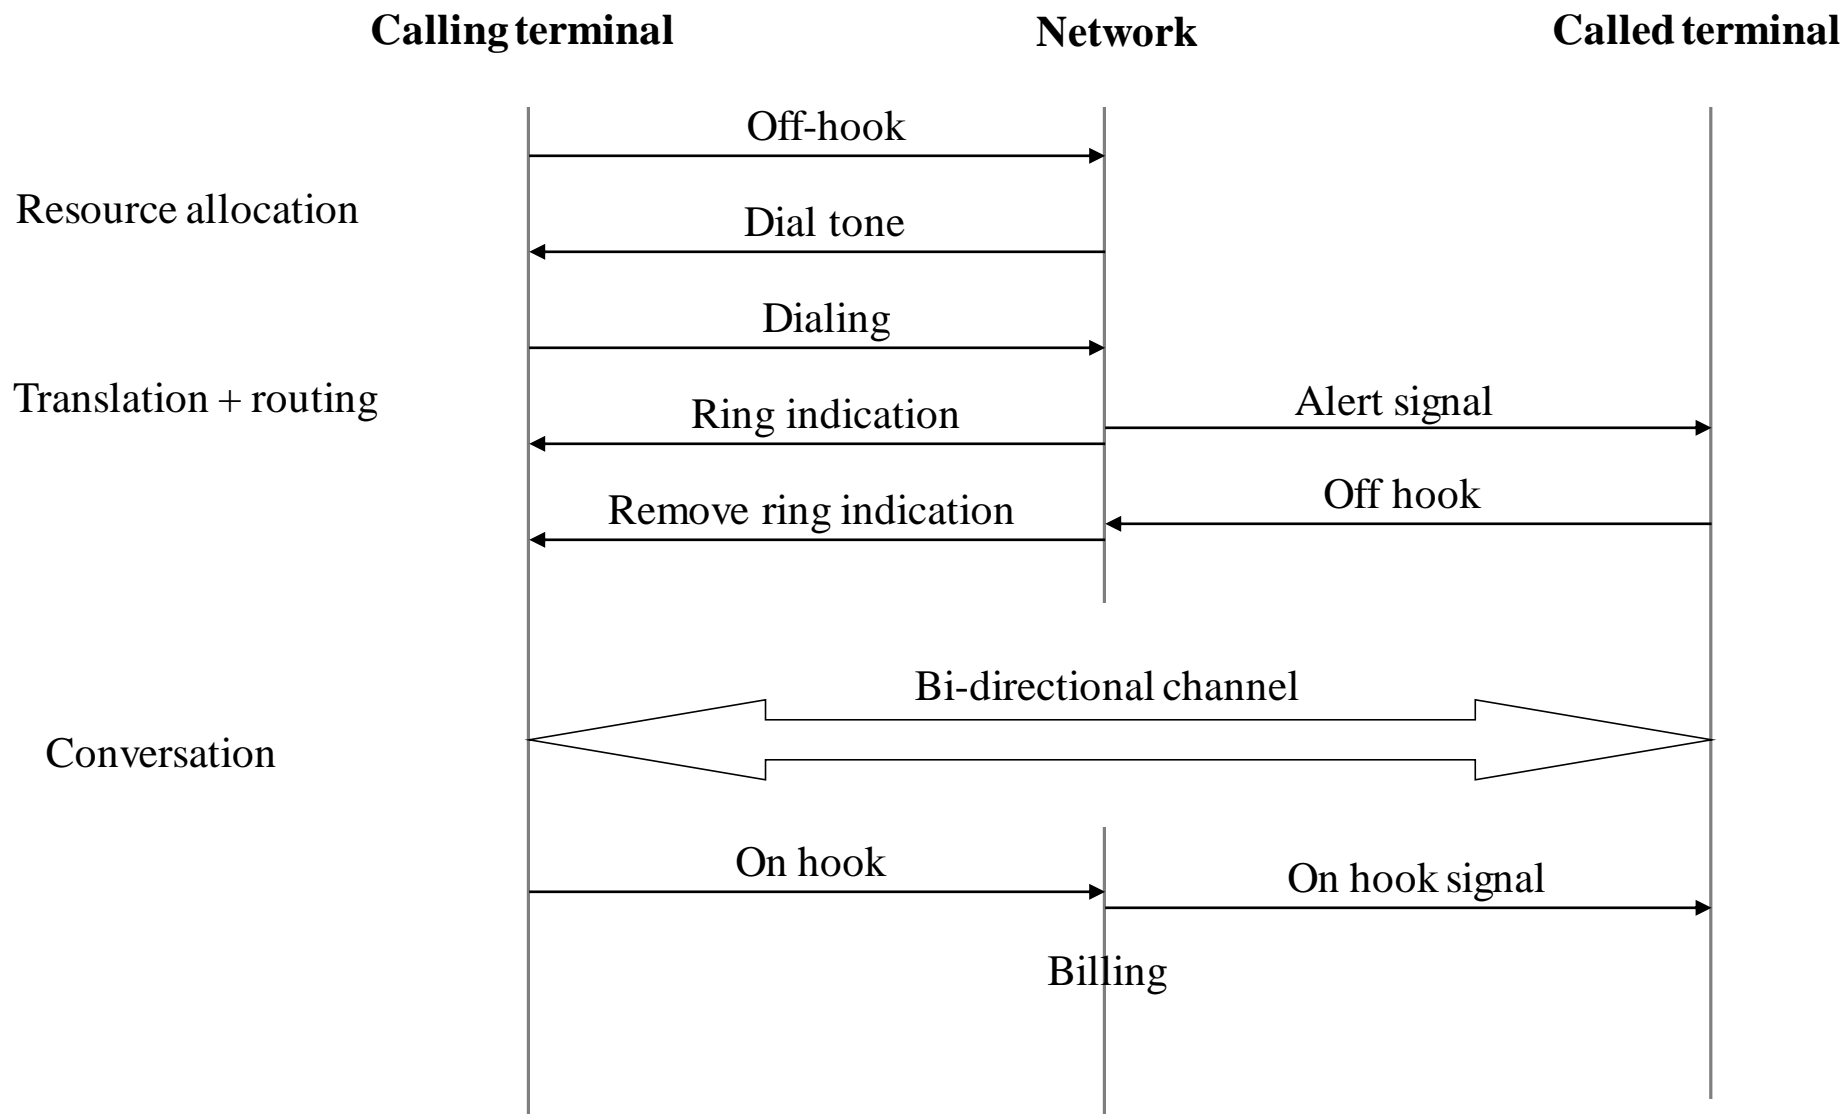 Calling terminal
Network
Called terminal
Off-hook
Resource allocation
Dial tone
Dialing
Translation + routing
Ring indication
Alert signal
Remove ring indication
Off hook
Bi-directional channel
Conversation
On hook
On hook signal
Billing